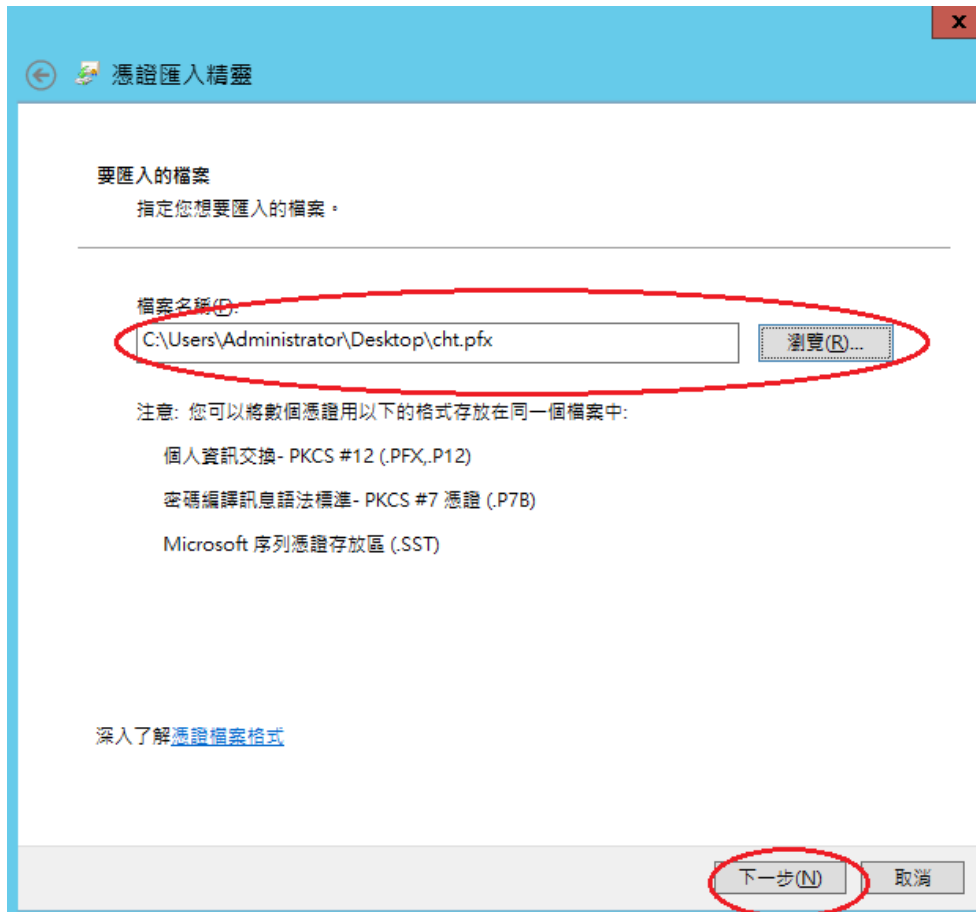 x
憑證匯入精靈
要匯入的檔案
指定您想要匯入的檔案。
檔案名稱(F):
C:\Users\Administrator\Desktop\cht.pfx
瀏覽(R)...
注意: 您可以將數個憑證用以下的格式存放在同一個檔案中:
個人資訊交換- PKCS #12 (.PFX,.P12)
密碼編譯訊息語法標準- PKCS #7 憑證 (.P7B)
Microsoft 序列憑證存放區 (.SST)
深入了解憑證檔案格式
下一步(N)
取消